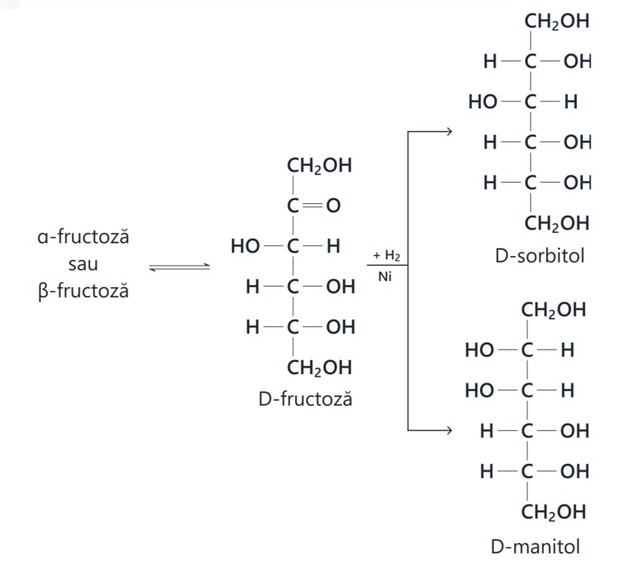 α-fructoză
sau
β-fructoză
CH₂OH
C=O
HO—C—H
H—C—OH
H—C—OH
CH₂OH
D-fructoză
+ H₂
Ni
CH₂OH
H—C—OH
HO—C—H
H—C—OH
H—C—OH
CH₂OH
D-sorbitol
CH₂OH
HO—C—H
HO—C—H
H—C—OH
H—C—OH
CH₂OH
D-manitol